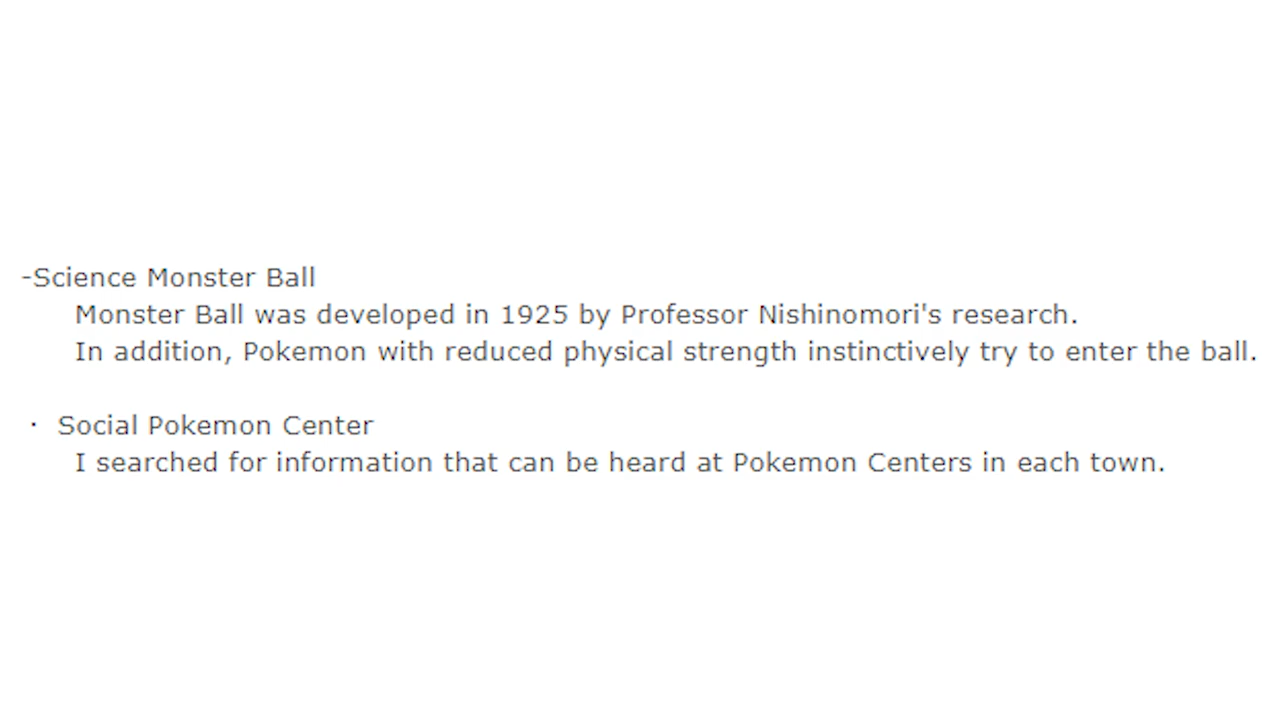 -Science Monster Ball
Monster Ball was developed in 1925 by Professor Nishinomori's research.
In addition, Pokemon with reduced physical strength instinctively try to enter the ball.
・ Social Pokemon Center
I searched for information that can be heard at Pokemon Centers in each town.